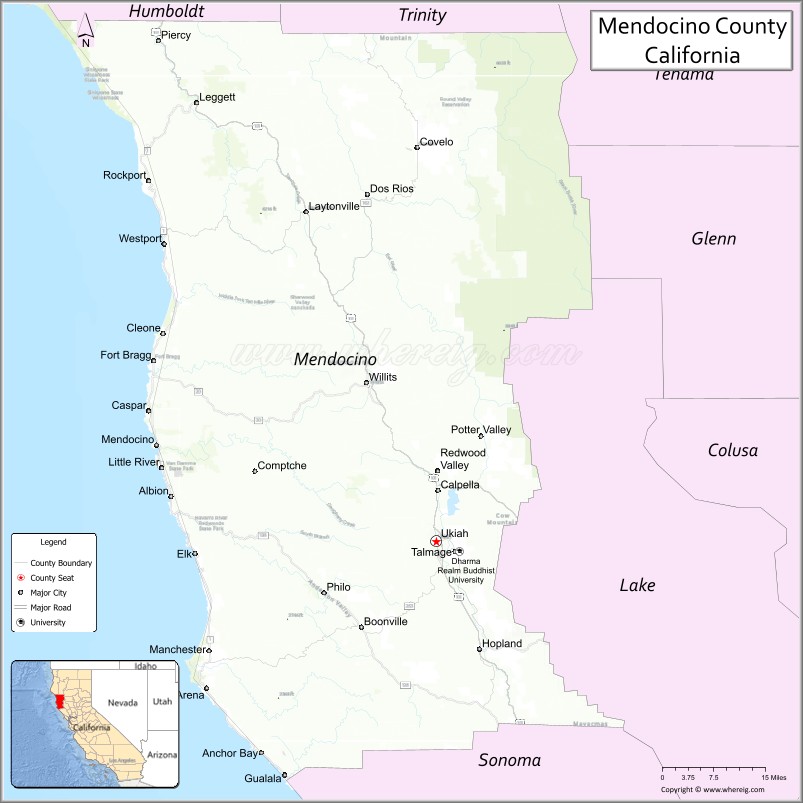 Humboldt
Trinity
Mendocino County
California
Tehama
N
Piercy
Leggett
Covelo
Rockport
Dos Rios
Laytonville
Westport
Glenn
Cleone
Fort Bragg
www.whereig.com
Mendocino
Willits
Caspar
Mendocino
Little River
Albion
Comptche
Potter Valley
Redwood
Valley
Calpella
Colusa
Ukiah
Talmage
Dharma
Realm Buddhist
University
Elk
Philo
Boonville
Lake
Hopland
Manchester
Arena
Anchor Bay
Gualala
Sonoma
Legend
County Boundary
County Seat
Major City
Major Road
University
Idaho
Nevada
Utah
California
Arizona
Los Angeles
0 3.75 7.5 15 Miles
Copyright © www.whereig.com